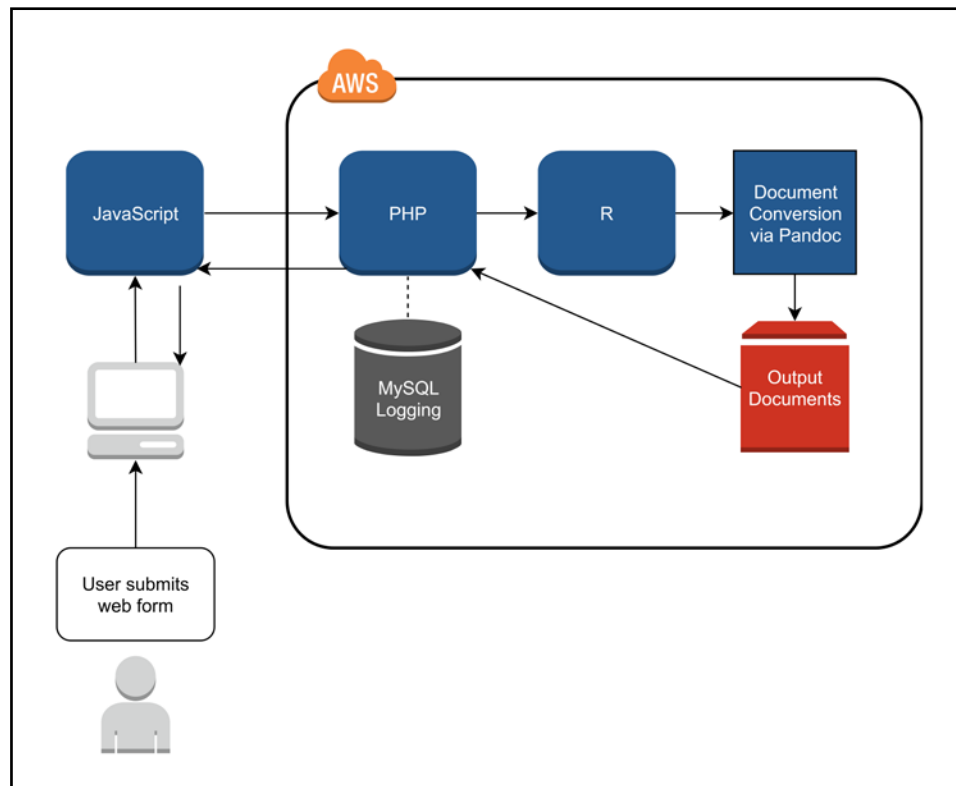 AWS
JavaScript
PHP
R
Document
Conversion
via Pandoc
MySQL
Logging
Output
Documents
User submits
web form